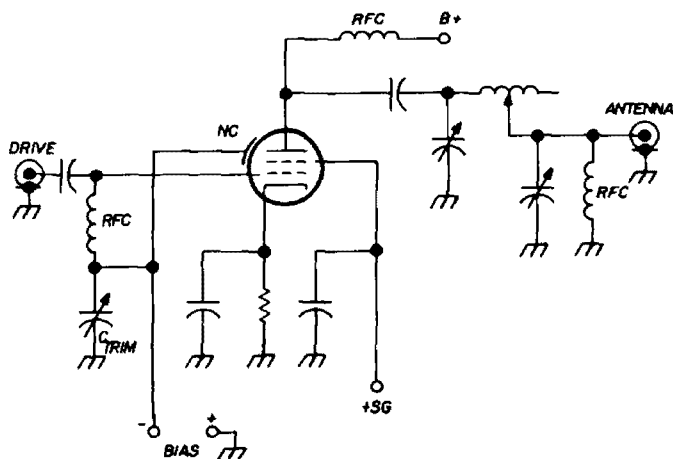 RFC
B+
NC
ANTENNA
DRIVE
RFC
RFC
C TRIM
+SG
- +
BIAS